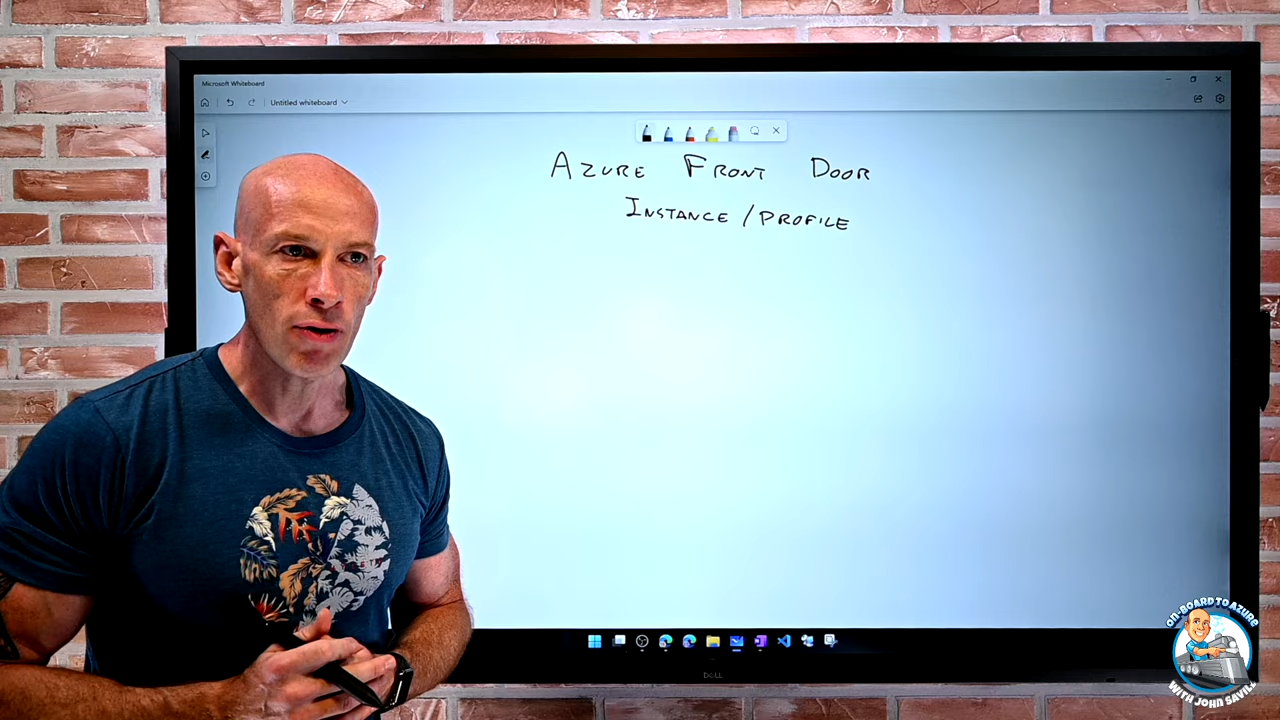 Microsoft Whiteboard
Untitled whiteboard
AZURE FRONT DOOR
INSTANCE/PROFILE
DELL
ON-BOARD TO AZURE
WITH JOHN SAVILL